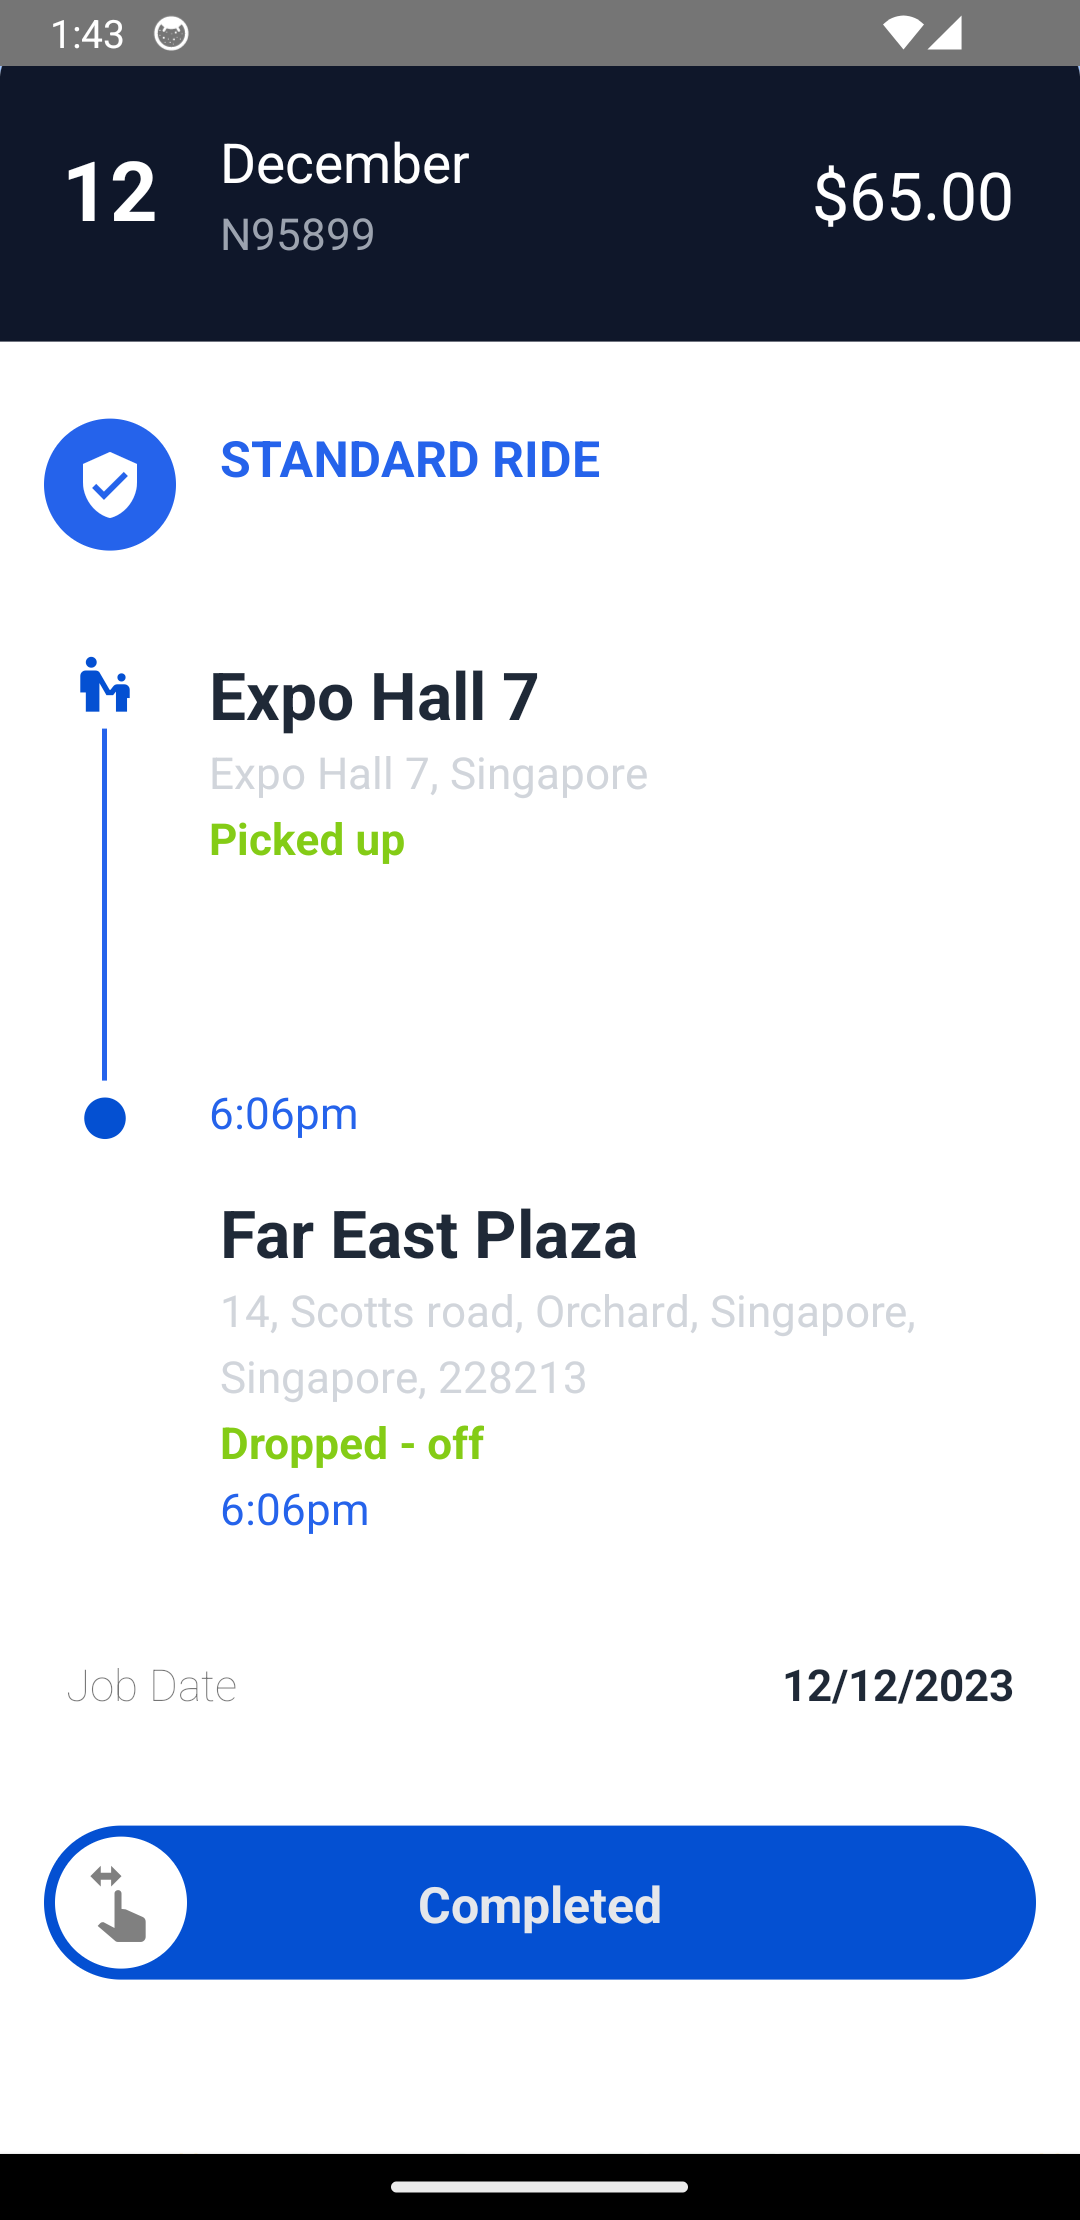 1:43
12
December
N95899
$65.00
STANDARD RIDE
Expo Hall 7
Expo Hall 7, Singapore
Picked up
6:06pm
Far East Plaza
14, Scotts road, Orchard, Singapore,
Singapore, 228213
Dropped - off
6:06pm
Job Date
12/12/2023
Completed